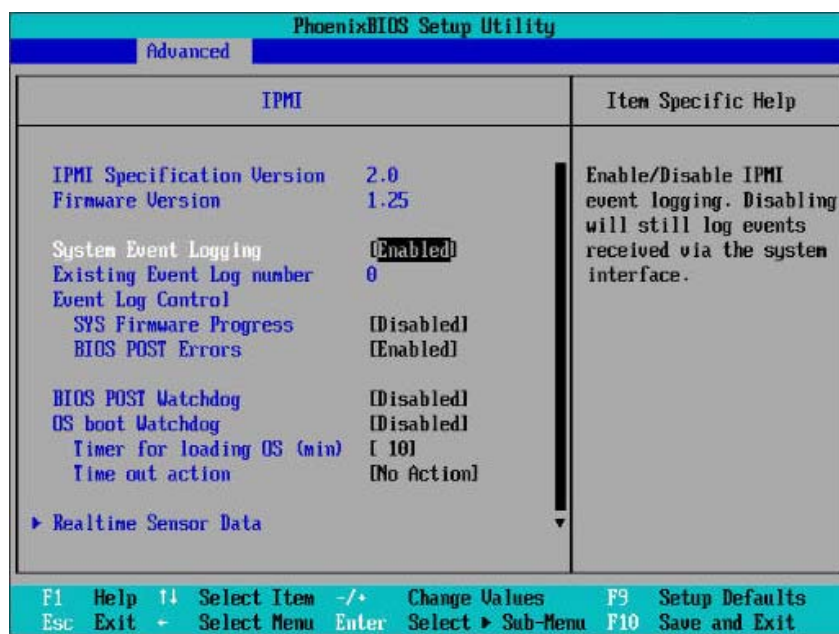 PhoenixBIOS Setup Utility
Advanced
IPMI
Item Specific Help
IPMI Specification Version 2.0
Firmware Version 1.25
System Event Logging [Enabled]
Existing Event Log number 0
Event Log Control
SYS Firmware Progress [Disabled]
BIOS POST Errors [Enabled]
BIOS POST Watchdog [Disabled]
OS boot Watchdog [Disabled]
Timer for loading OS (min) [ 10]
Time out action [No Action]
▶ Realtime Sensor Data
Enable/Disable IPMI
event logging. Disabling
will still log events
received via the system
interface.
F1 Help ↑↓ Select Item -/+ Change Values F9 Setup Defaults
Esc Exit ← Select Menu Enter Select ▶ Sub-Menu F10 Save and Exit